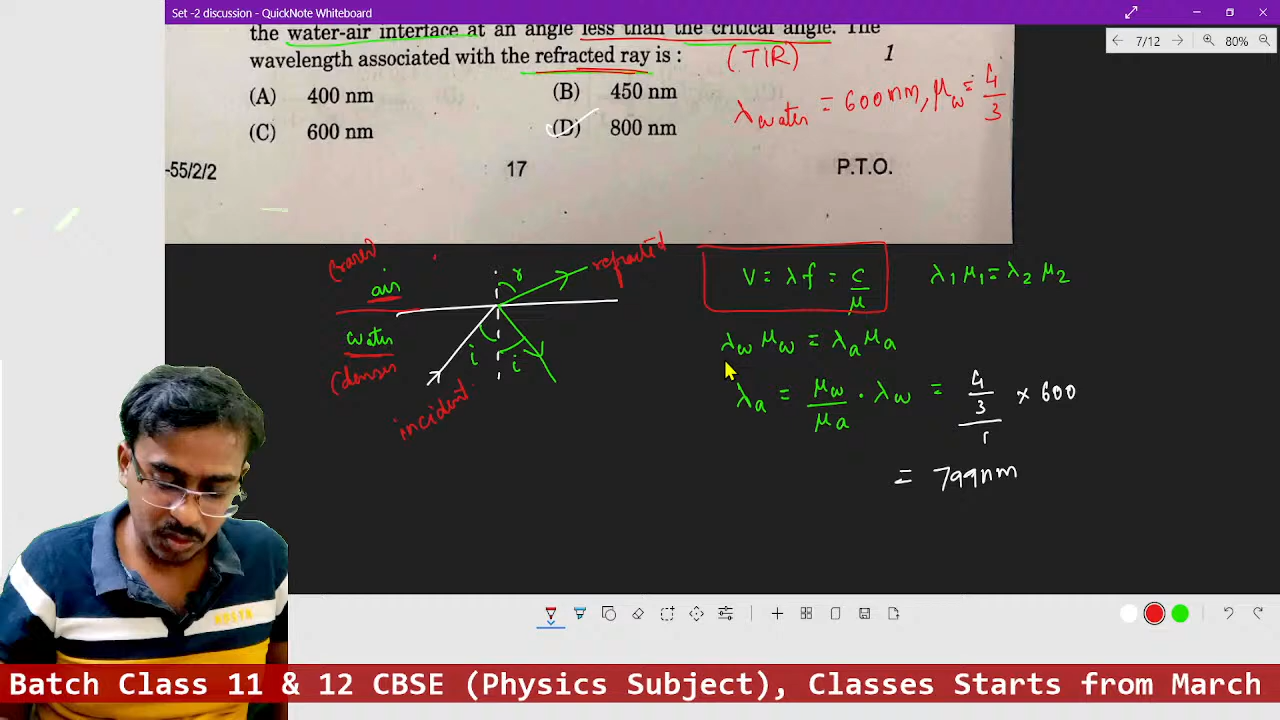 Set -2 discussion - QuickNote Whiteboard
7/12
80%
the water-air interface at an angle less than the critical angle. The
wavelength associated with the refracted ray is : 1
(TIR)
(A) 400 nm (B) 450 nm
(C) 600 nm (D) 800 nm
λwater = 600nm, μw = 4/3
-55/2/2 17 P.T.O.
(rarer)
air
water
(denser
r
refracted
i
i
incident
V = λf = c/μ
λ1μ1 = λ2μ2
λw μw = λa μa
λa = μw/μa · λw = 4/3/1 × 600
= 799nm
Batch Class 11 & 12 CBSE (Physics Subject), Classes Starts from March